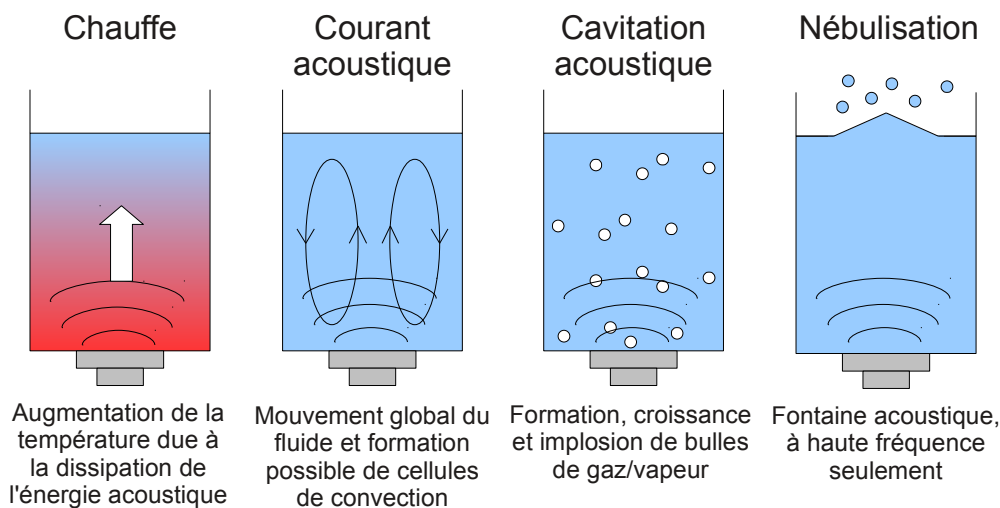 Chauffe
Augmentation de la
température due à
la dissipation de
l'énergie acoustique
Courant
acoustique
Mouvement global du
fluide et formation
possible de cellules
de convection
Cavitation
acoustique
Formation, croissance
et implosion de bulles
de gaz/vapeur
Nébulisation
Fontaine acoustique,
à haute fréquence
seulement